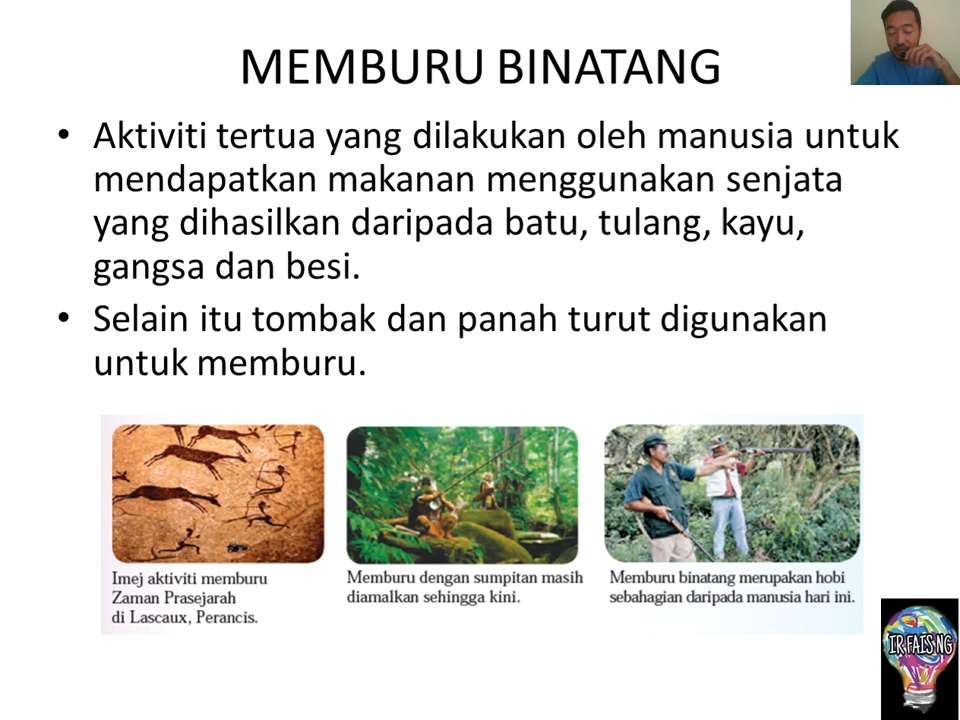 MEMBURU BINATANG
• Aktiviti tertua yang dilakukan oleh manusia untuk
mendapatkan makanan menggunakan senjata
yang dihasilkan daripada batu, tulang, kayu,
gangsa dan besi.
• Selain itu tombak dan panah turut digunakan
untuk memburu.
Imej aktiviti memburu
Zaman Prasejarah
di Lascaux, Perancis.
Memburu dengan sumpitan masih
diamalkan sehingga kini.
Memburu binatang merupakan hobi
sebahagian daripada manusia hari ini.
IR FAIS NG